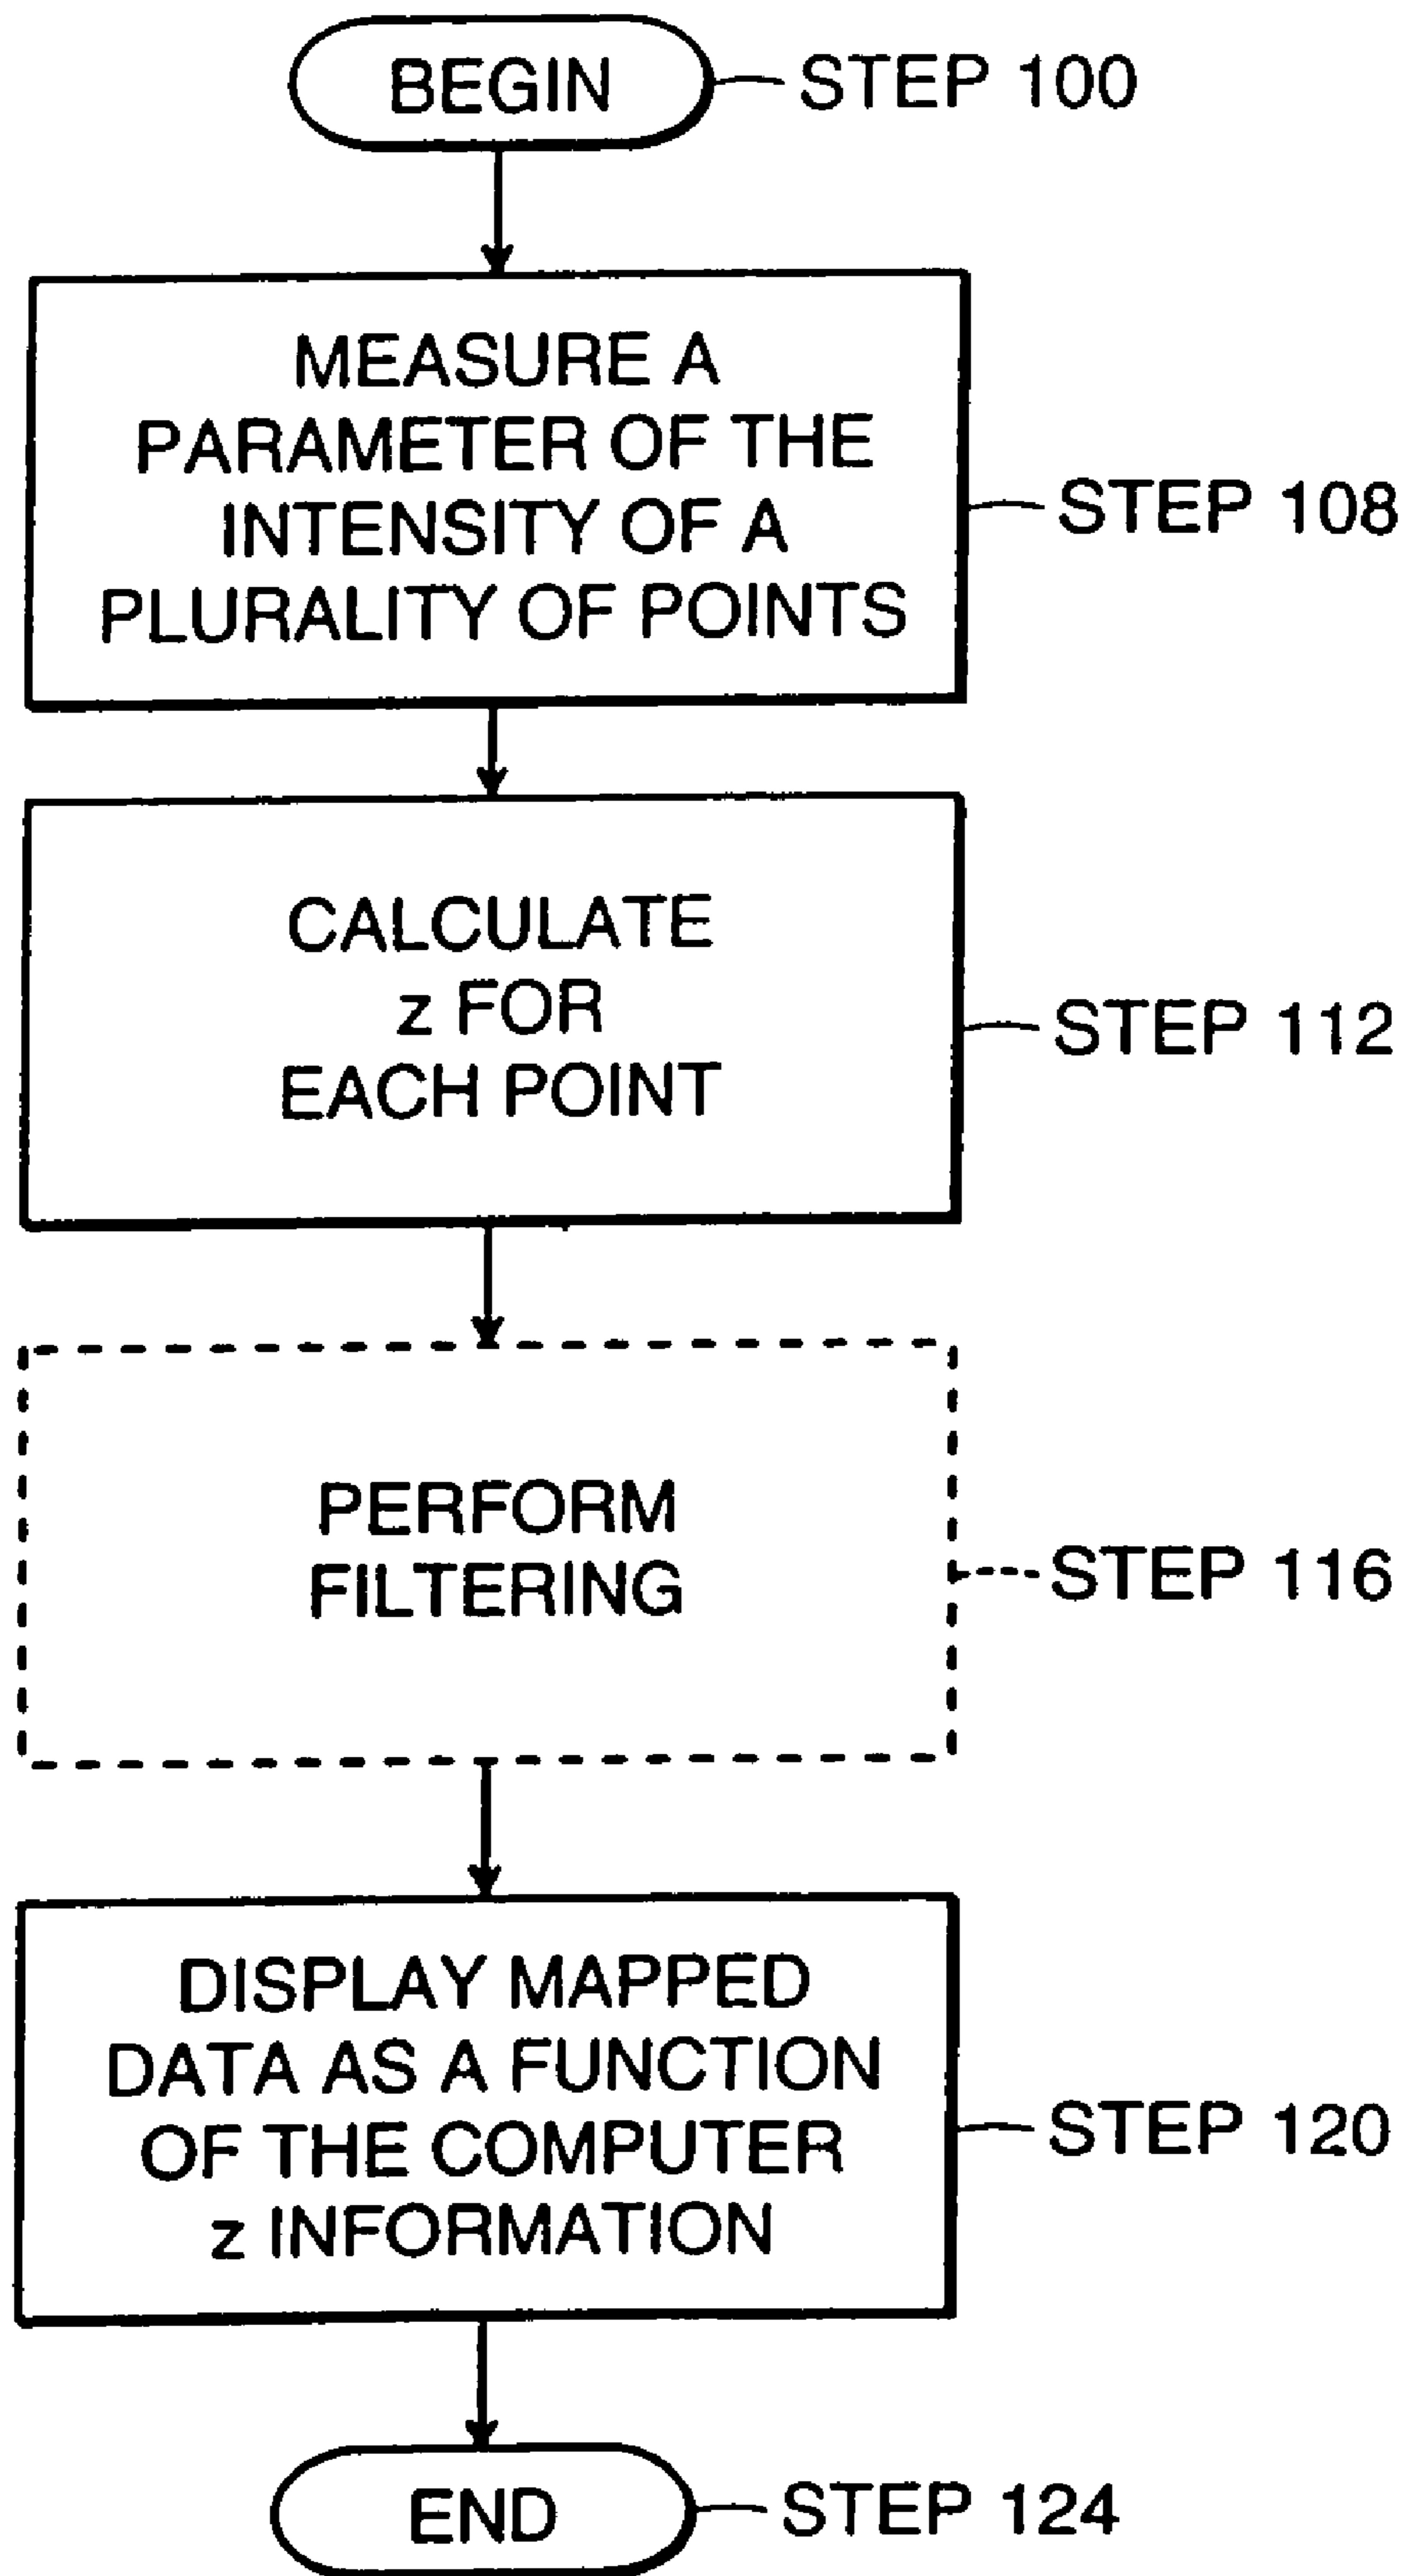 BEGIN
STEP 100
MEASURE A
PARAMETER OF THE
INTENSITY OF A
PLURALITY OF POINTS
STEP 108
CALCULATE
z FOR
EACH POINT
STEP 112
PERFORM
FILTERING
STEP 116
DISPLAY MAPPED
DATA AS A FUNCTION
OF THE COMPUTER
z INFORMATION
STEP 120
END
STEP 124